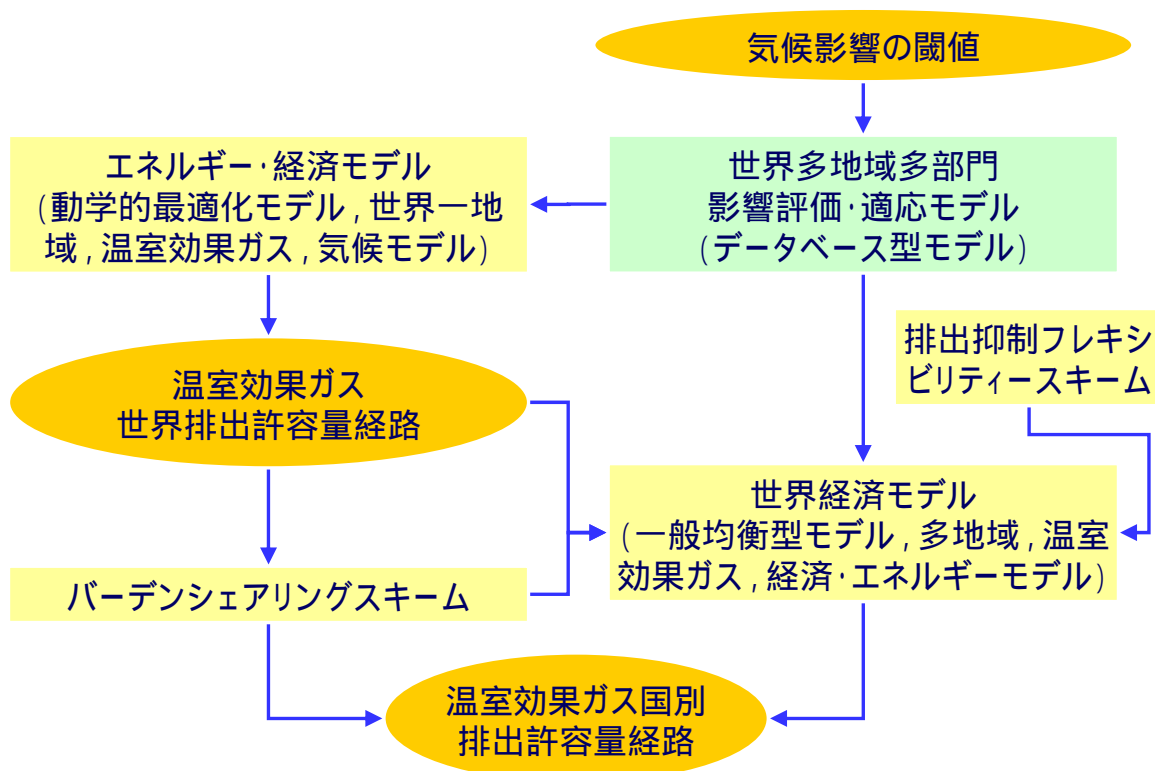 気候影響の閾値
エネルギー・経済モデル
(動学的最適化モデル,世界一地
域,温室効果ガス,気候モデル)
世界多地域多部門
影響評価・適応モデル
(データベース型モデル)
排出抑制フレキシ
ビリティースキーム
温室効果ガス
世界排出許容量経路
世界経済モデル
(一般均衡型モデル,多地域,温室
効果ガス,経済・エネルギーモデル)
バーデンシェアリングスキーム
温室効果ガス国別
排出許容量経路